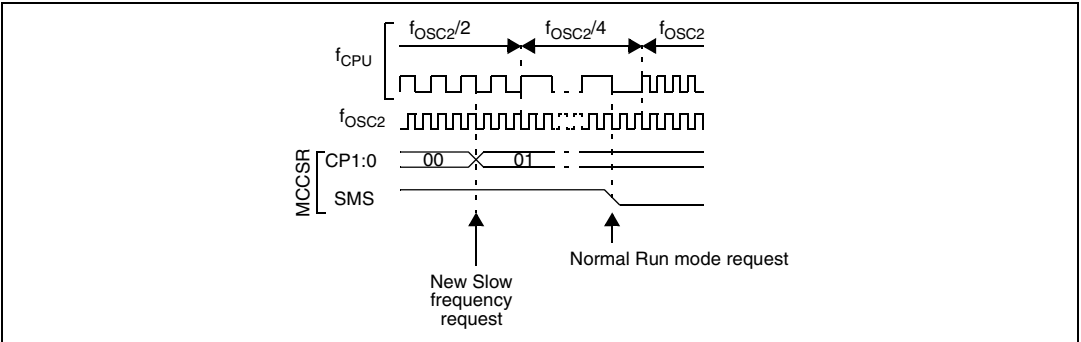 fOSC2/2 fOSC2/4 fOSC2
fCPU
fOSC2
MCCSR
CP1:0 00 01
SMS
Normal Run mode request
New Slow
frequency
request